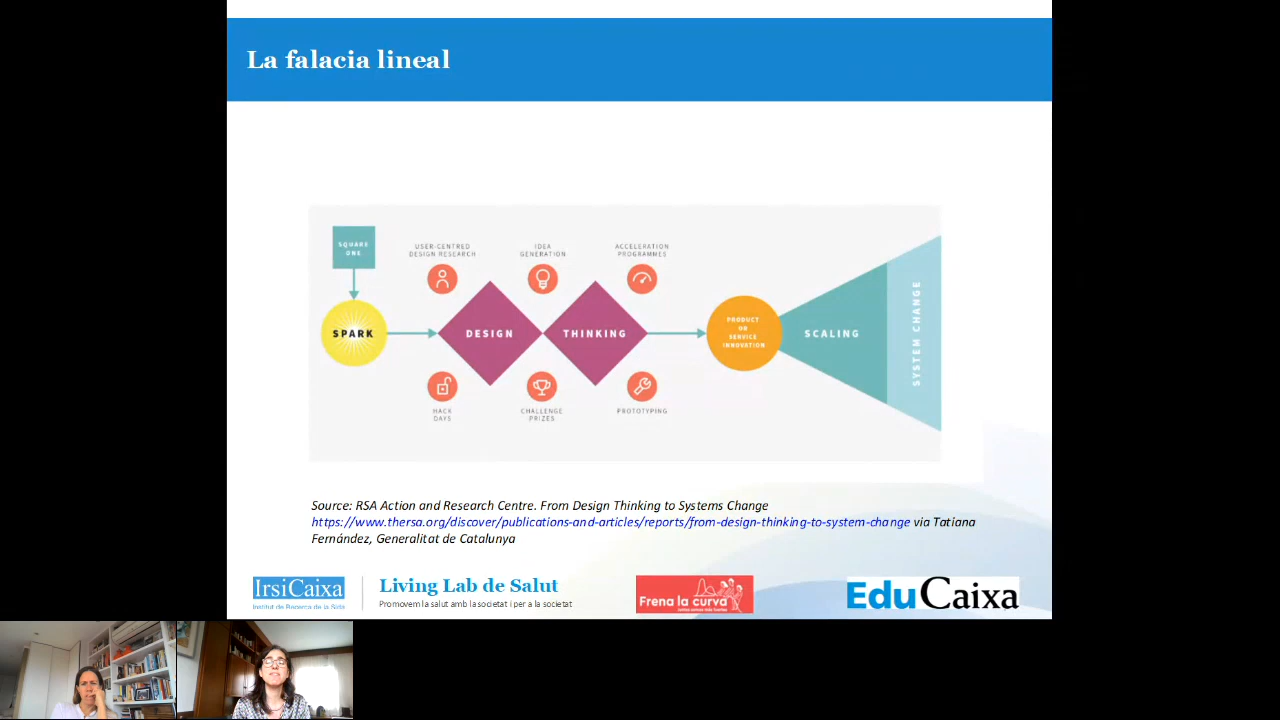 La falacia lineal
SQUARE
ONE
SPARK
USER-CENTRED
DESIGN RESEARCH
IDEA
GENERATION
ACCELERATION
PROGRAMMES
DESIGN
THINKING
HACK
DAYS
CHALLENGE
PRIZES
PROTOTYPING
PRODUCT
OR
SERVICE
INNOVATION
SCALING
SYSTEM CHANGE
Source: RSA Action and Research Centre. From Design Thinking to Systems Change
https://www.thersa.org/discover/publications-and-articles/reports/from-design-thinking-to-system-change via Tatiana
Fernández, Generalitat de Catalunya
IrsiCaixa
Institut de Recerca de la Sida
Living Lab de Salut
Promovem la salut amb la societat i per a la societat
Frena la curva
EduCaixa